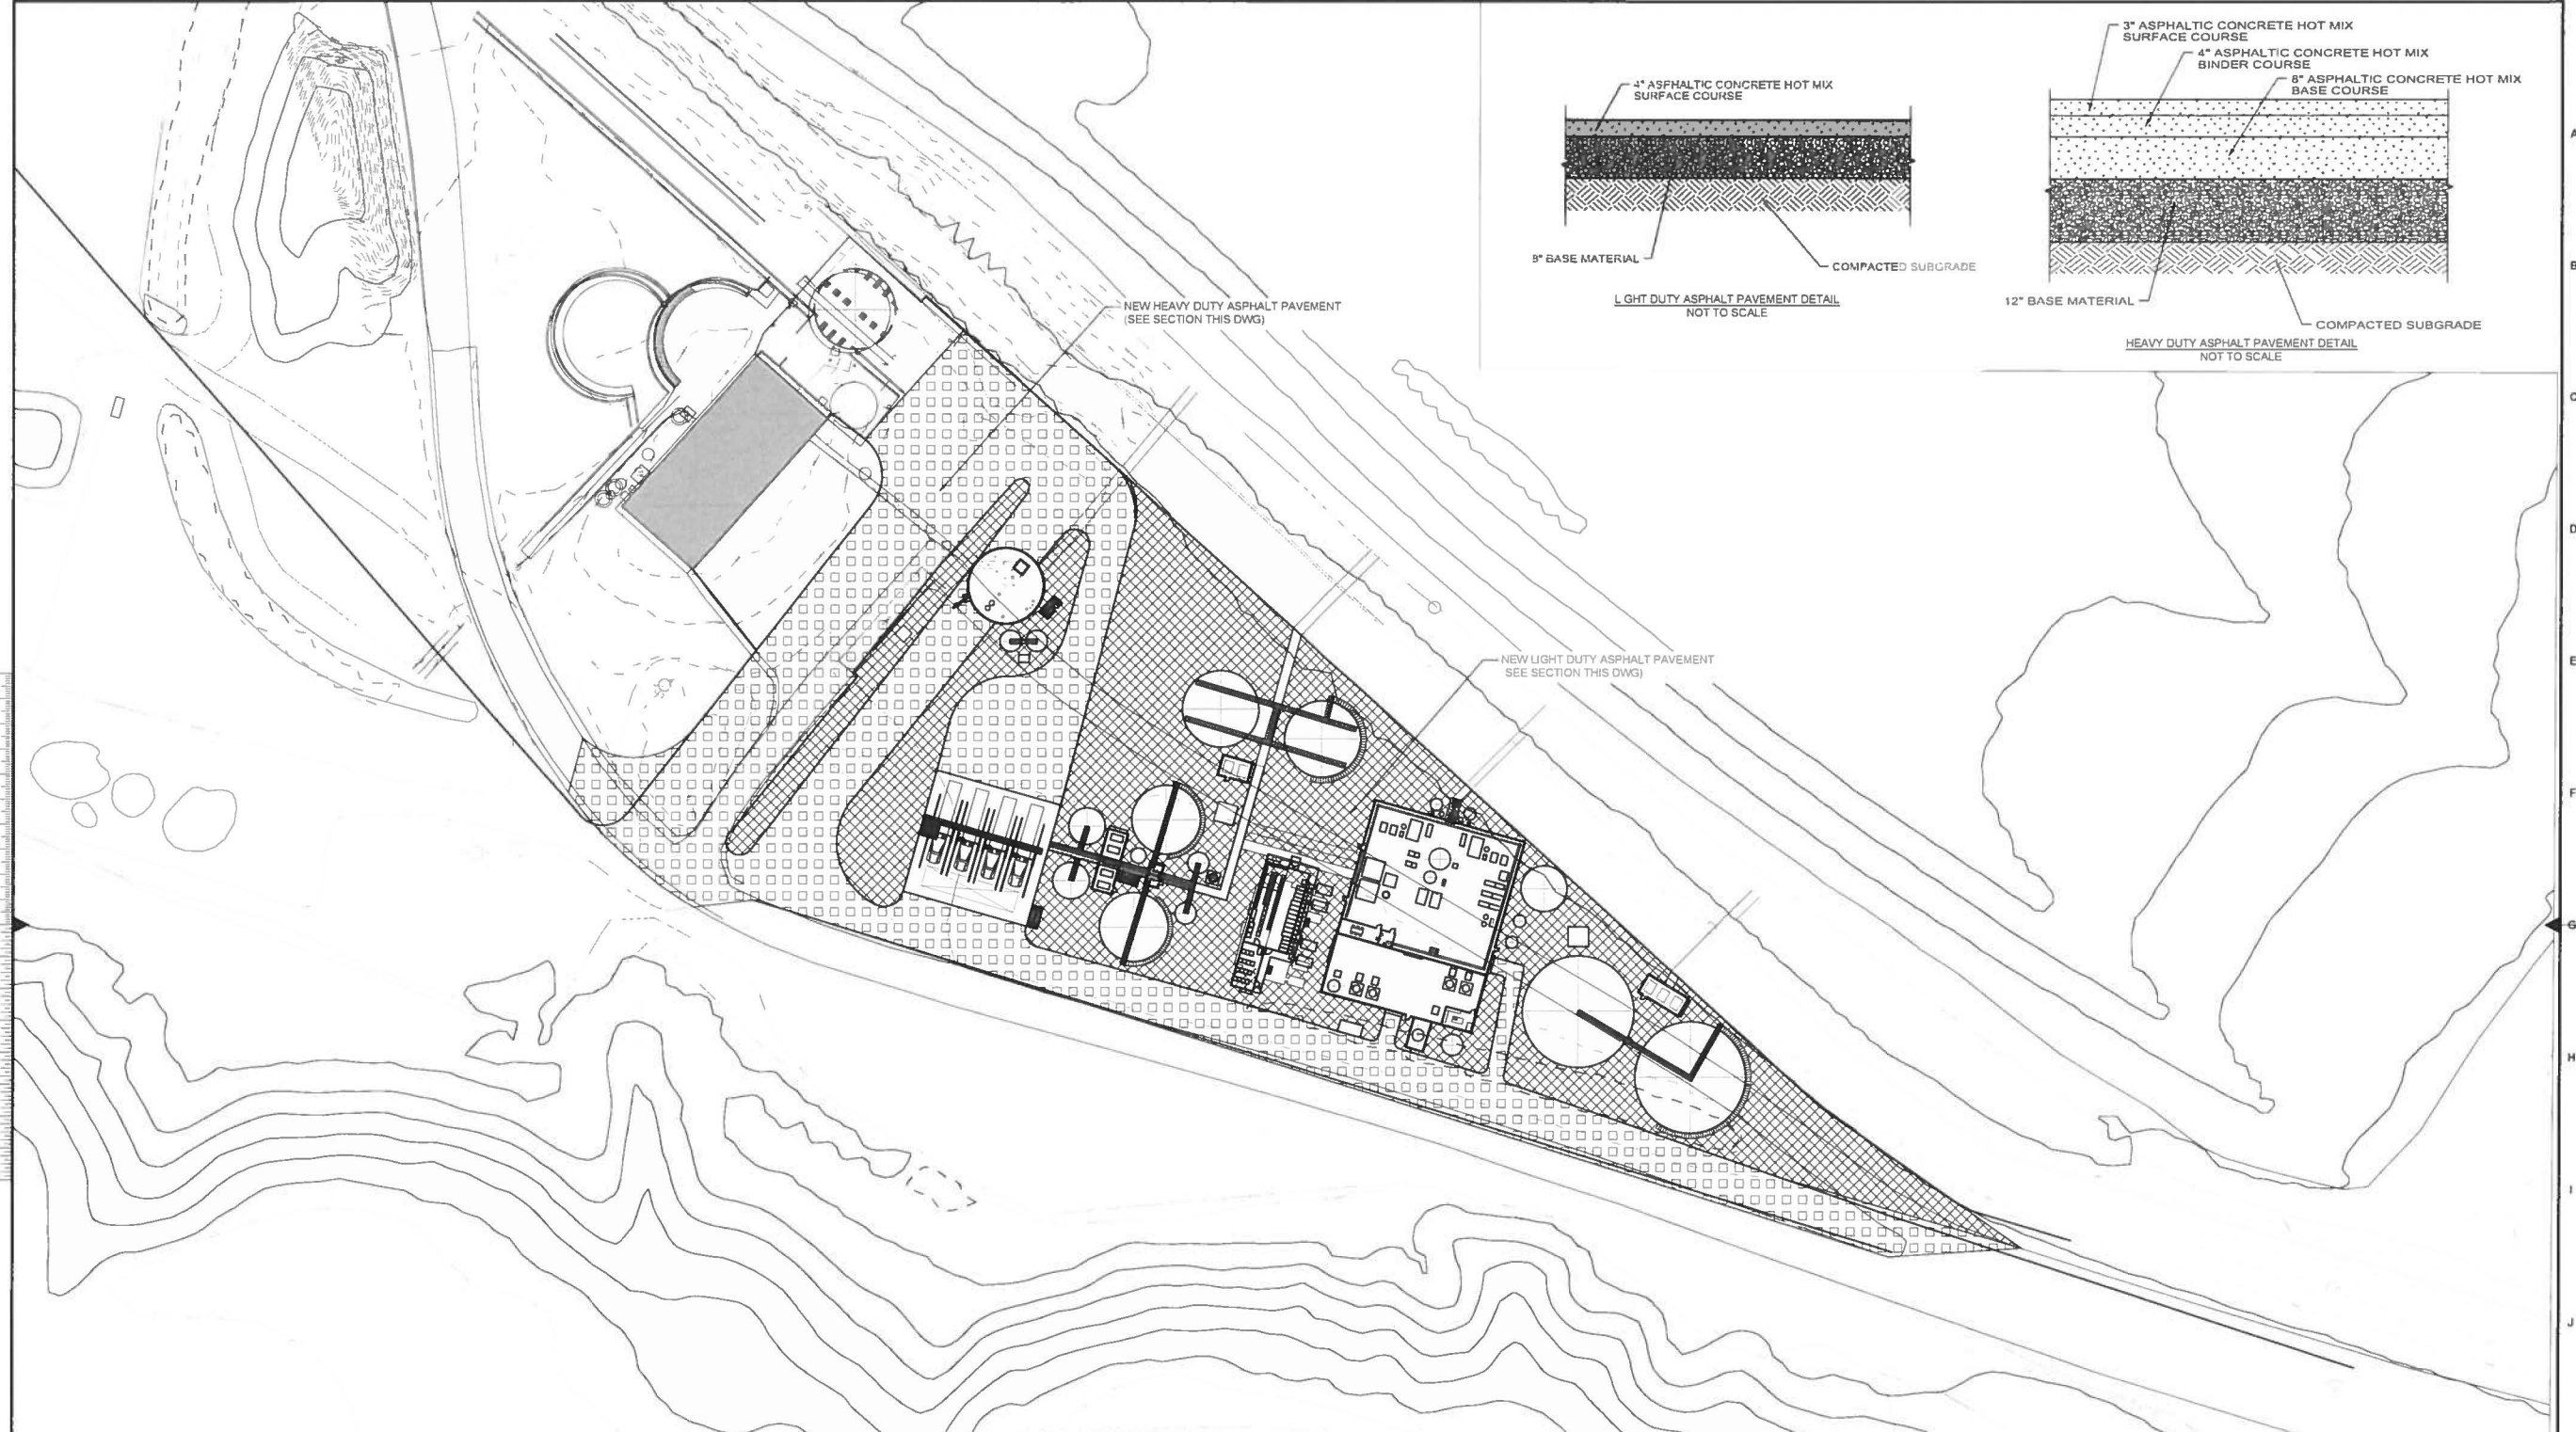 3" ASPHALTIC CONCRETE HOT MIX
SURFACE COURSE
4" ASPHALTIC CONCRETE HOT MIX
BINDER COURSE
8" ASPHALTIC CONCRETE HOT MIX
BASE COURSE
4" ASPHALTIC CONCRETE HOT MIX
SURFACE COURSE
8" BASE MATERIAL
COMPACTED SUBGRADE
L GHT DUTY ASPHALT PAVEMENT DETAIL
NOT TO SCALE
12" BASE MATERIAL
COMPACTED SUBGRADE
HEAVY DUTY ASPHALT PAVEMENT DETAIL
NOT TO SCALE
NEW HEAVY DUTY ASPHALT PAVEMENT
(SEE SECTION THIS DWG)
NEW LIGHT DUTY ASPHALT PAVEMENT
SEE SECTION THIS DWG)
A
B
C
D
E
F
G
H
I
J